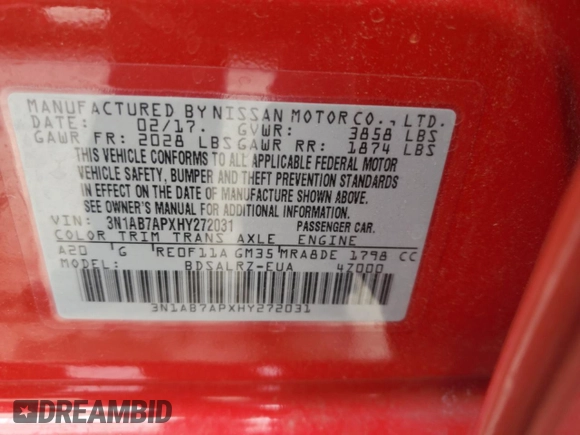 MANUFACTURED BY NISSAN MOTOR CO., LTD.
DATE: 02/17. GVWR: 3858 LBS
GAWR FR: 2028 LBS GAWR RR: 1874 LBS
THIS VEHICLE CONFORMS TO ALL APPLICABLE FEDERAL MOTOR
VEHICLE SAFETY, BUMPER AND THEFT PREVENTION STANDARDS
IN EFFECT ON THE DATE OF MANUFACTURE SHOWN ABOVE.
SEE OWNER'S MANUAL FOR ADDITIONAL INFORMATION.
VIN: 3N1AB7APXHY272031 PASSENGER CAR.
COLOR TRIM TRANS AXLE ENGINE
A20 G RE0F11A GM35 MRA8DE 1798 CC
MODEL: BDSALRZ-EUA 47000
3N1AB7APXHY272031
DREAMBID